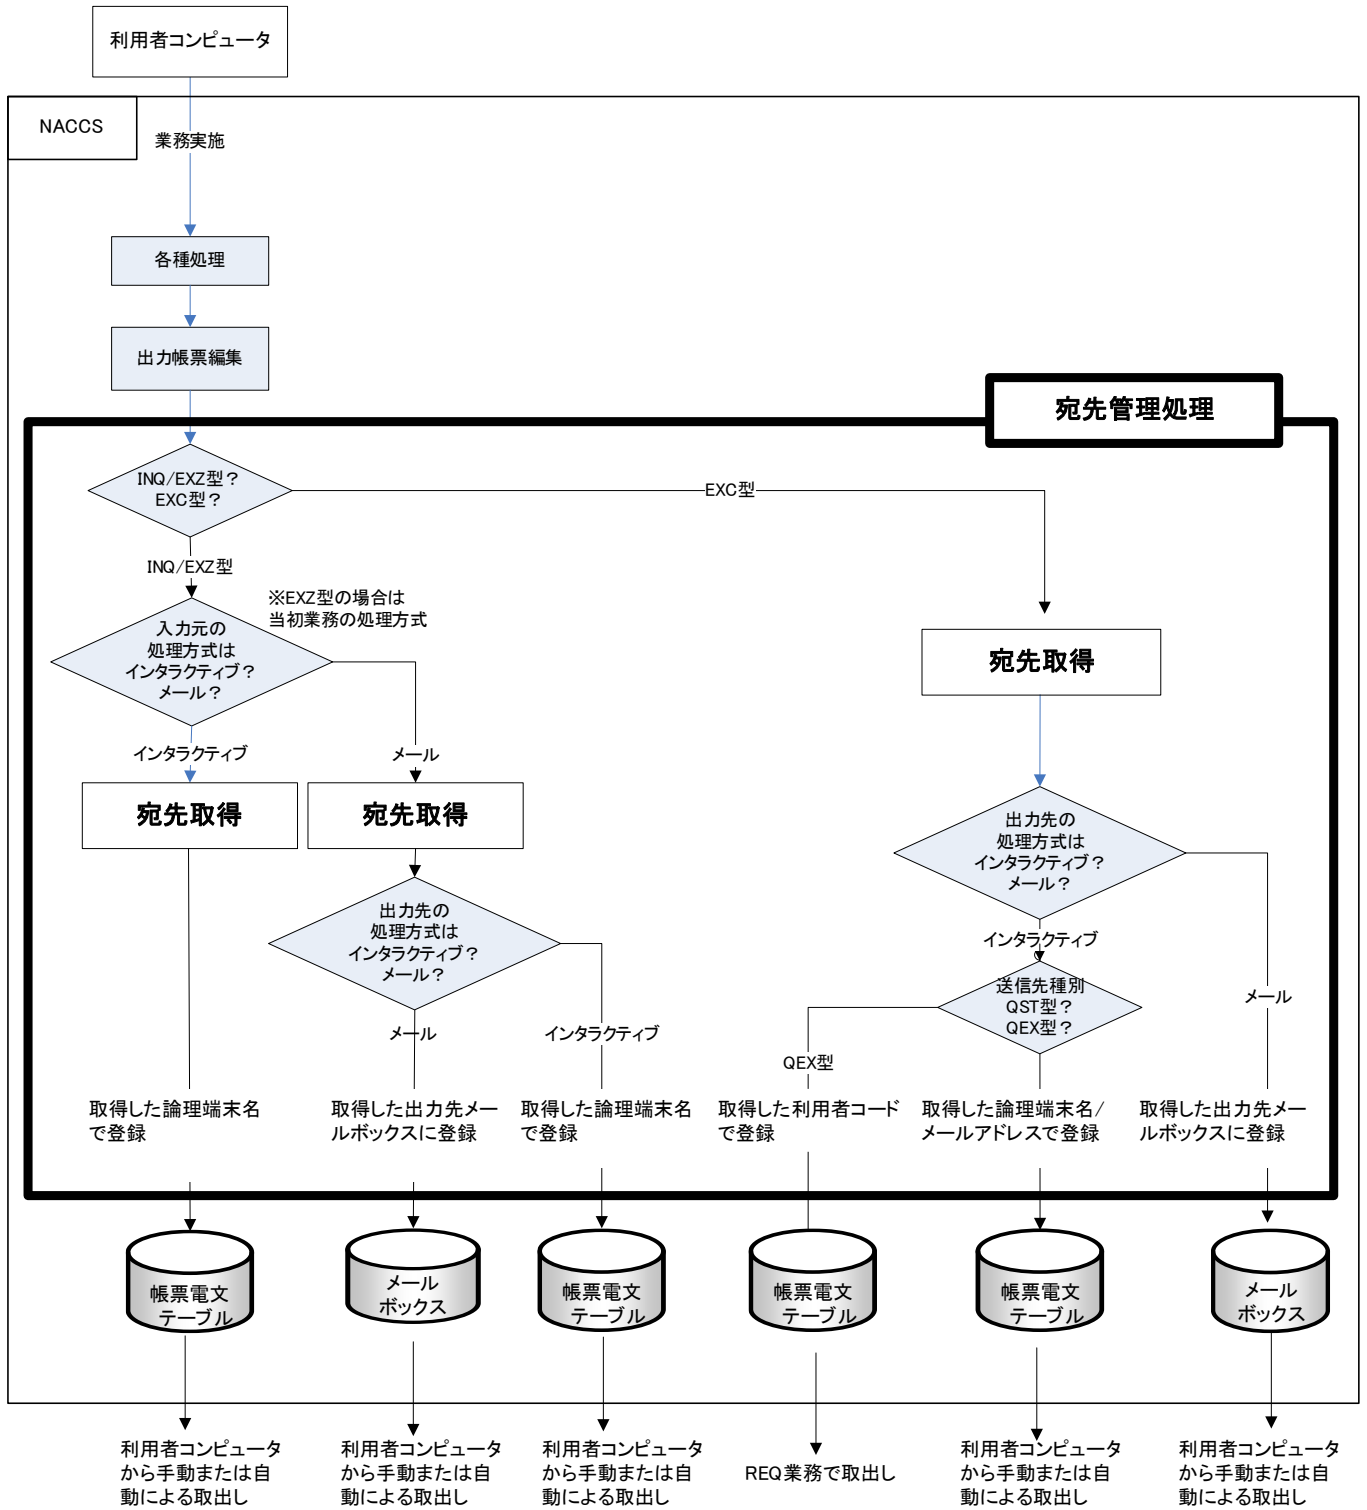 利用者コンピュータ
NACCS
業務実施
各種処理
出力帳票編集
宛先管理処理
INQ/EXZ型？
EXC型？
EXC型
INQ/EXZ型
※EXZ型の場合は
当初業務の処理方式
入力元の
処理方式は
インタラクティブ？
メール？
宛先取得
インタラクティブ
メール
宛先取得
宛先取得
出力先の
処理方式は
インタラクティブ？
メール？
出力先の
処理方式は
インタラクティブ？
メール？
インタラクティブ
送信先種別
QST型？
QEX型？
メール
メール
インタラクティブ
QEX型
取得した論理端末名
で登録
取得した出力先メー
ルボックスに登録
取得した論理端末名
で登録
取得した利用者コード
で登録
取得した論理端末名/
メールアドレスで登録
取得した出力先メー
ルボックスに登録
帳票電文
テーブル
メール
ボックス
帳票電文
テーブル
帳票電文
テーブル
帳票電文
テーブル
メール
ボックス
利用者コンピュータ
から手動または自
動による取出し
利用者コンピュータ
から手動または自
動による取出し
利用者コンピュータ
から手動または自
動による取出し
REQ業務で取出し
利用者コンピュータ
から手動または自
動による取出し
利用者コンピュータ
から手動または自
動による取出し